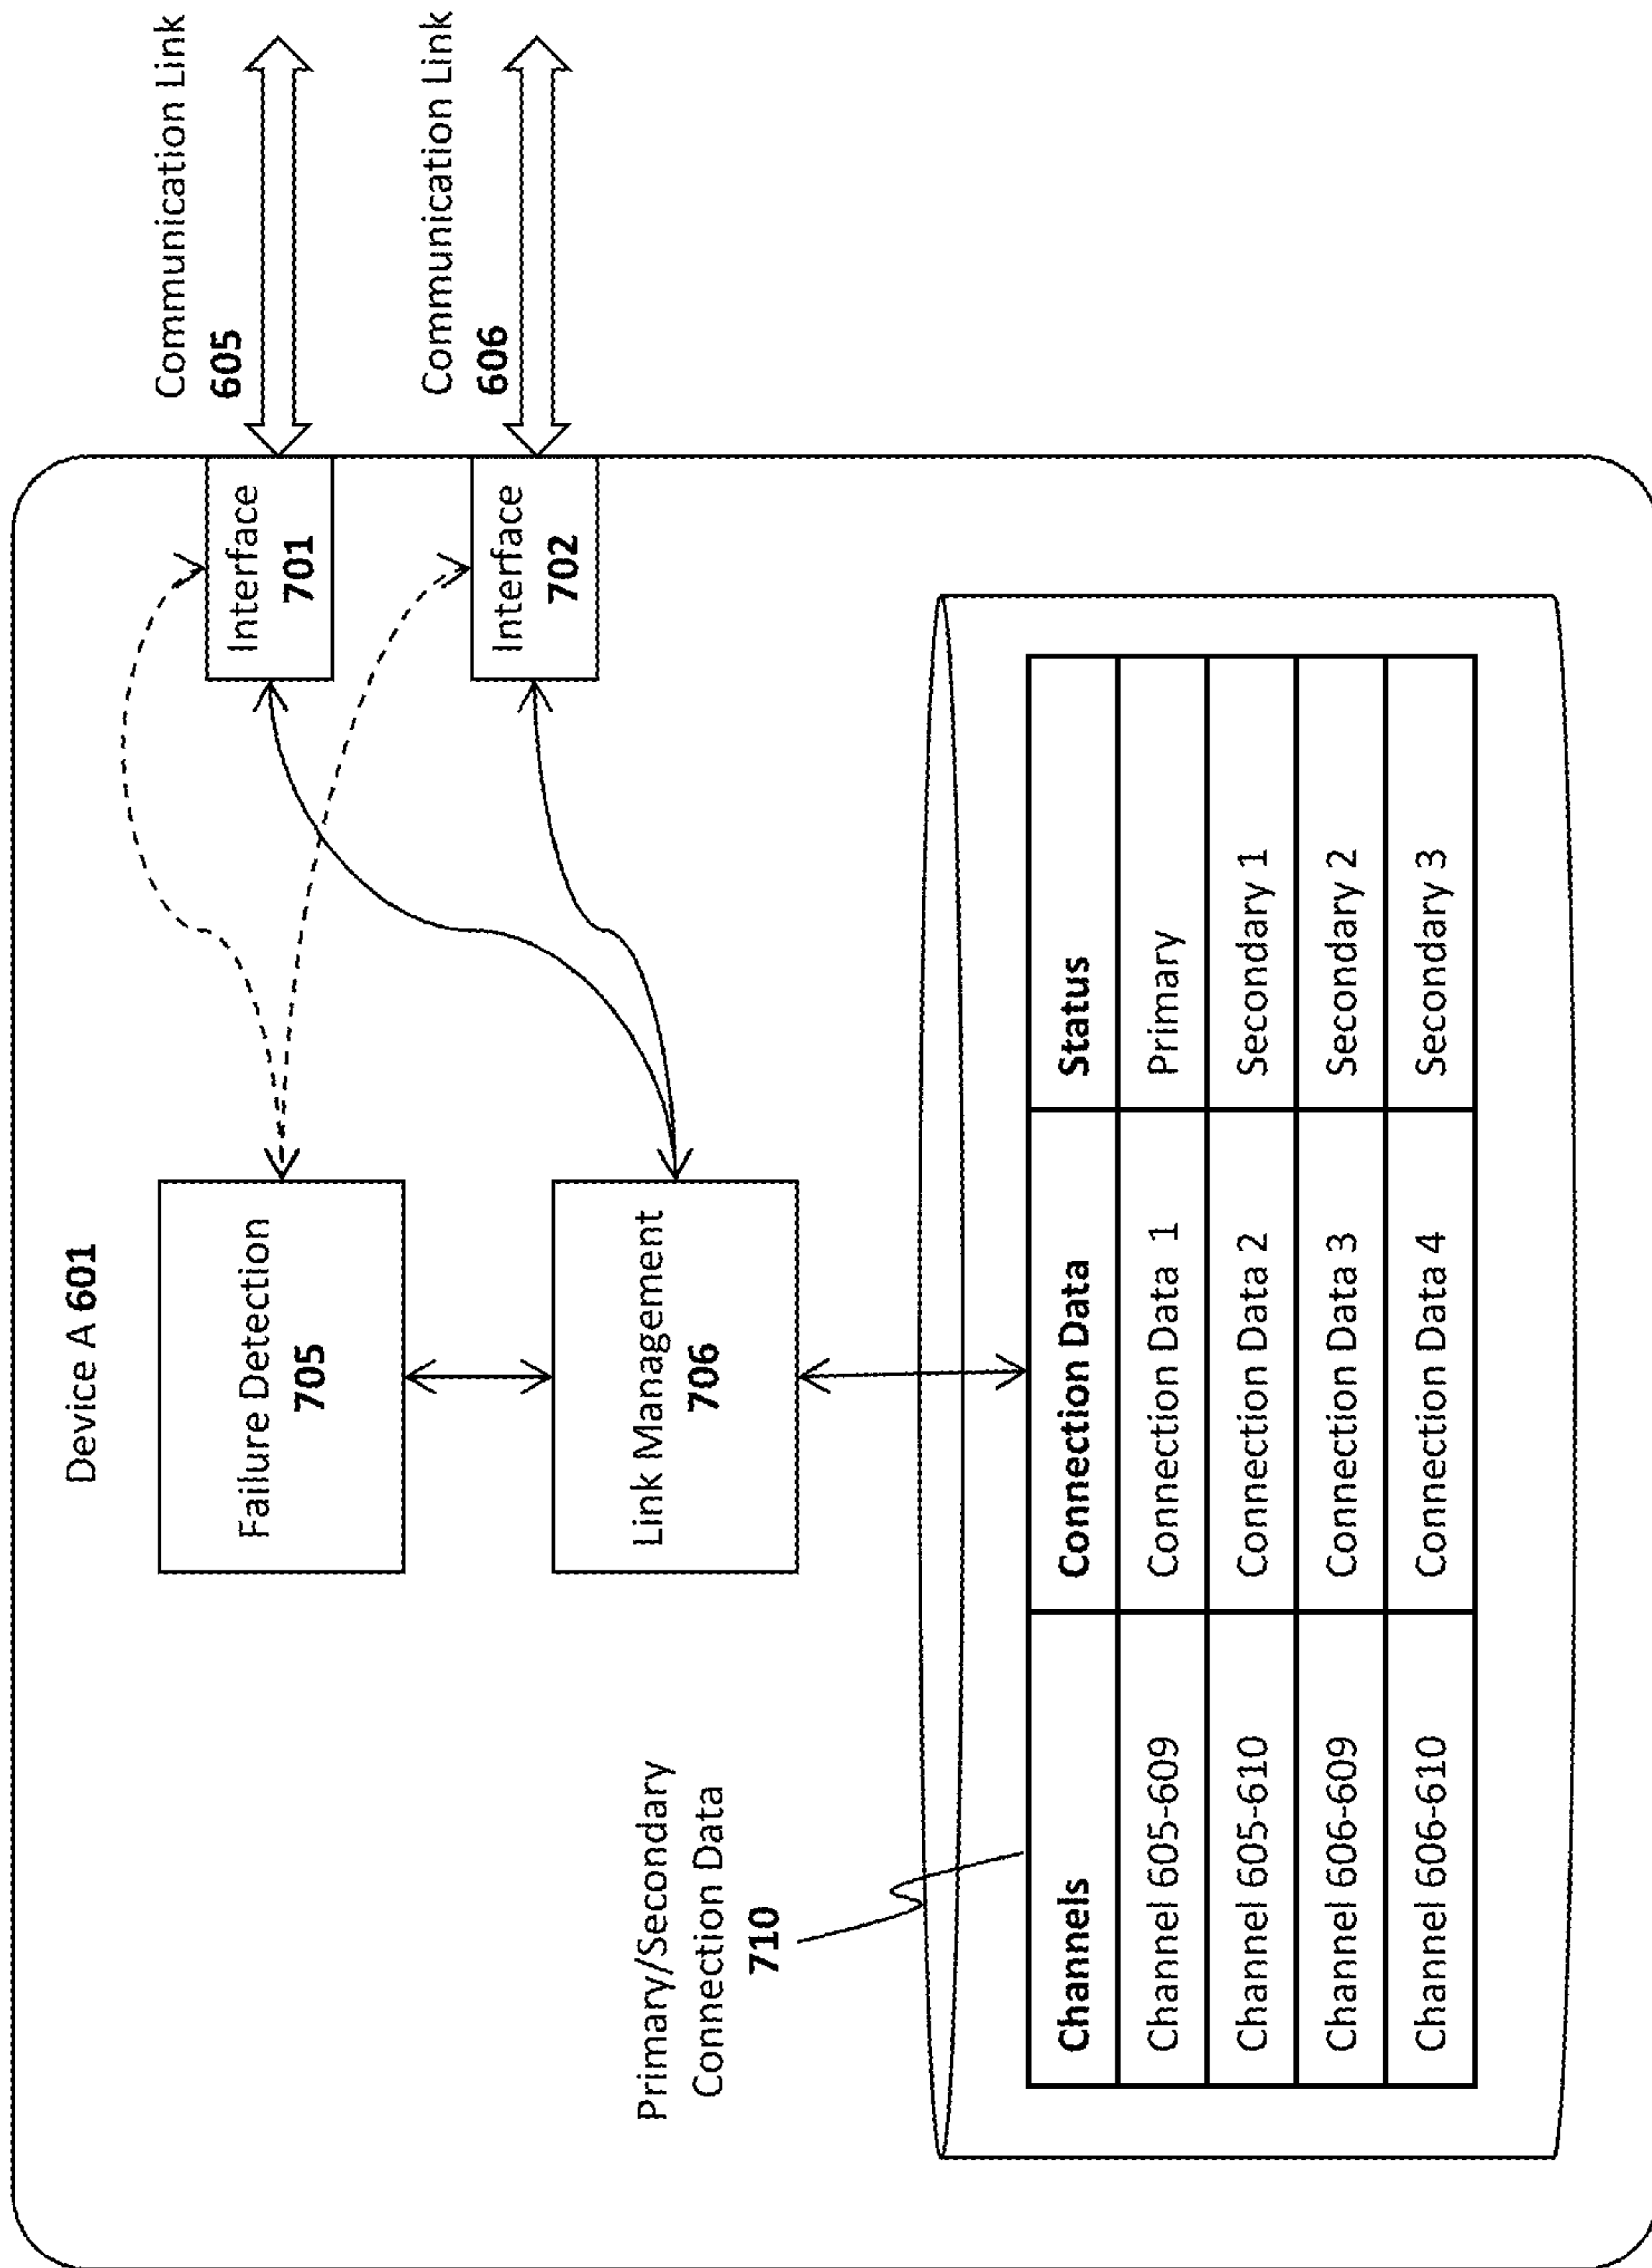 Device A 601
Communication Link
605
Communication Link
606
Failure Detection
705
Interface
701
Link Management
706
Interface
702
Primary/Secondary
Connection Data
710
Channels Connection Data Status
Channel 605-609 Connection Data 1 Primary
Channel 605-610 Connection Data 2 Secondary 1
Channel 606-609 Connection Data 3 Secondary 2
Channel 606-610 Connection Data 4 Secondary 3